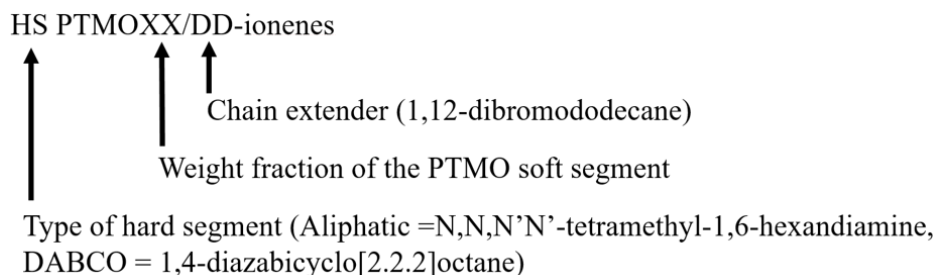 HS PTMOXX/DD-ionenes
Chain extender (1,12-dibromododecane)
Weight fraction of the PTMO soft segment
Type of hard segment (Aliphatic =N,N,N’N’-tetramethyl-1,6-hexandiamine,
DABCO = 1,4-diazabicyclo[2.2.2]octane)